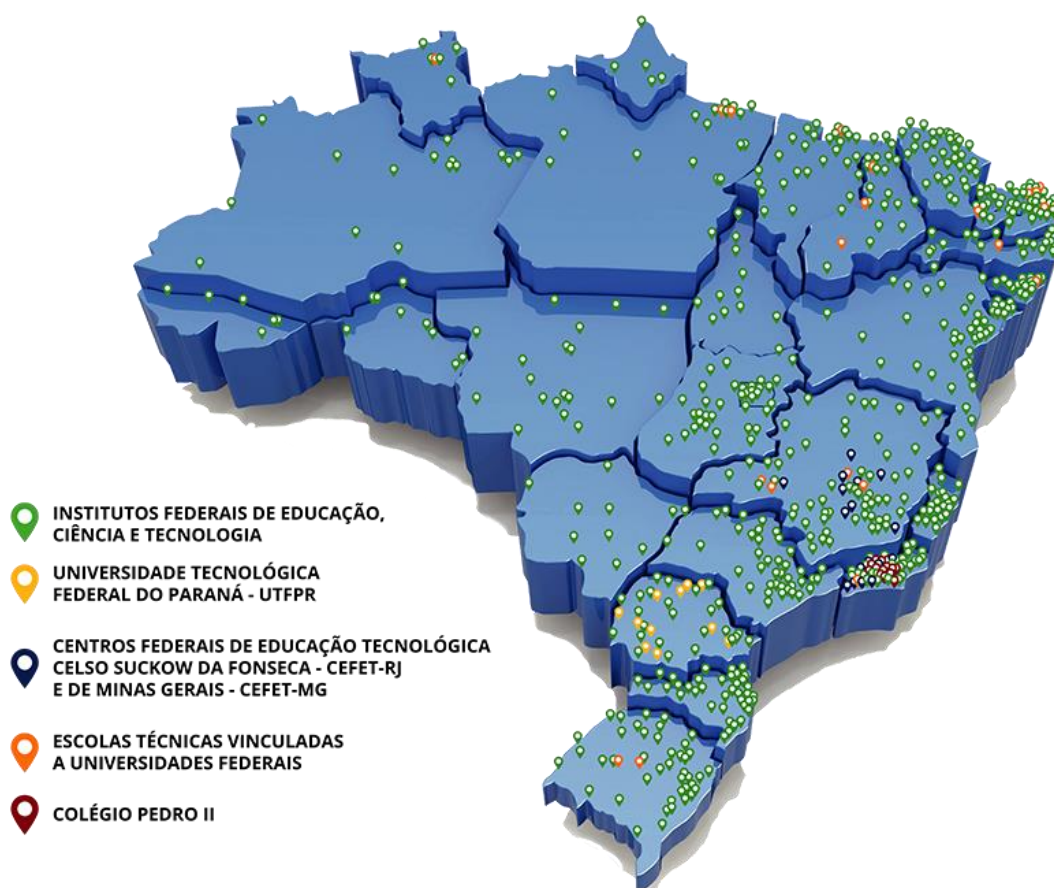 INSTITUTOS FEDERAIS DE EDUCAÇÃO,
CIÊNCIA E TECNOLOGIA
UNIVERSIDADE TECNOLÓGICA
FEDERAL DO PARANÁ - UTFPR
CENTROS FEDERAIS DE EDUCAÇÃO TECNOLÓGICA
CELSO SUCKOW DA FONSECA - CEFET-RJ
E DE MINAS GERAIS - CEFET-MG
ESCOLAS TÉCNICAS VINCULADAS
A UNIVERSIDADES FEDERAIS
COLÉGIO PEDRO II